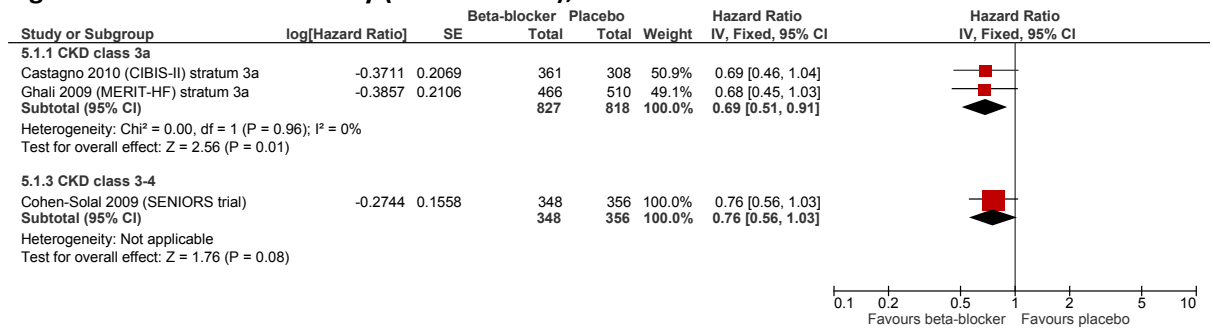 Beta-blocker Placebo Hazard Ratio Hazard Ratio
Study or Subgroup log[Hazard Ratio] SE Total Total Weight IV, Fixed, 95% CI IV, Fixed, 95% CI
5.1.1 CKD class 3a
Castagno 2010 (CIBIS-II) stratum 3a -0.3711 0.2069 361 308 50.9% 0.69 [0.46, 1.04]
Ghali 2009 (MERIT-HF) stratum 3a -0.3857 0.2106 466 510 49.1% 0.68 [0.45, 1.03]
Subtotal (95% CI) 827 818 100.0% 0.69 [0.51, 0.91]
Heterogeneity: Chi² = 0.00, df = 1 (P = 0.96); I² = 0%
Test for overall effect: Z = 2.56 (P = 0.01)
5.1.3 CKD class 3-4
Cohen-Solal 2009 (SENIORS trial) -0.2744 0.1558 348 356 100.0% 0.76 [0.56, 1.03]
Subtotal (95% CI) 348 356 100.0% 0.76 [0.56, 1.03]
Heterogeneity: Not applicable
Test for overall effect: Z = 1.76 (P = 0.08)
0.1 0.2 0.5 1 2 5 10
Favours beta-blocker Favours placebo